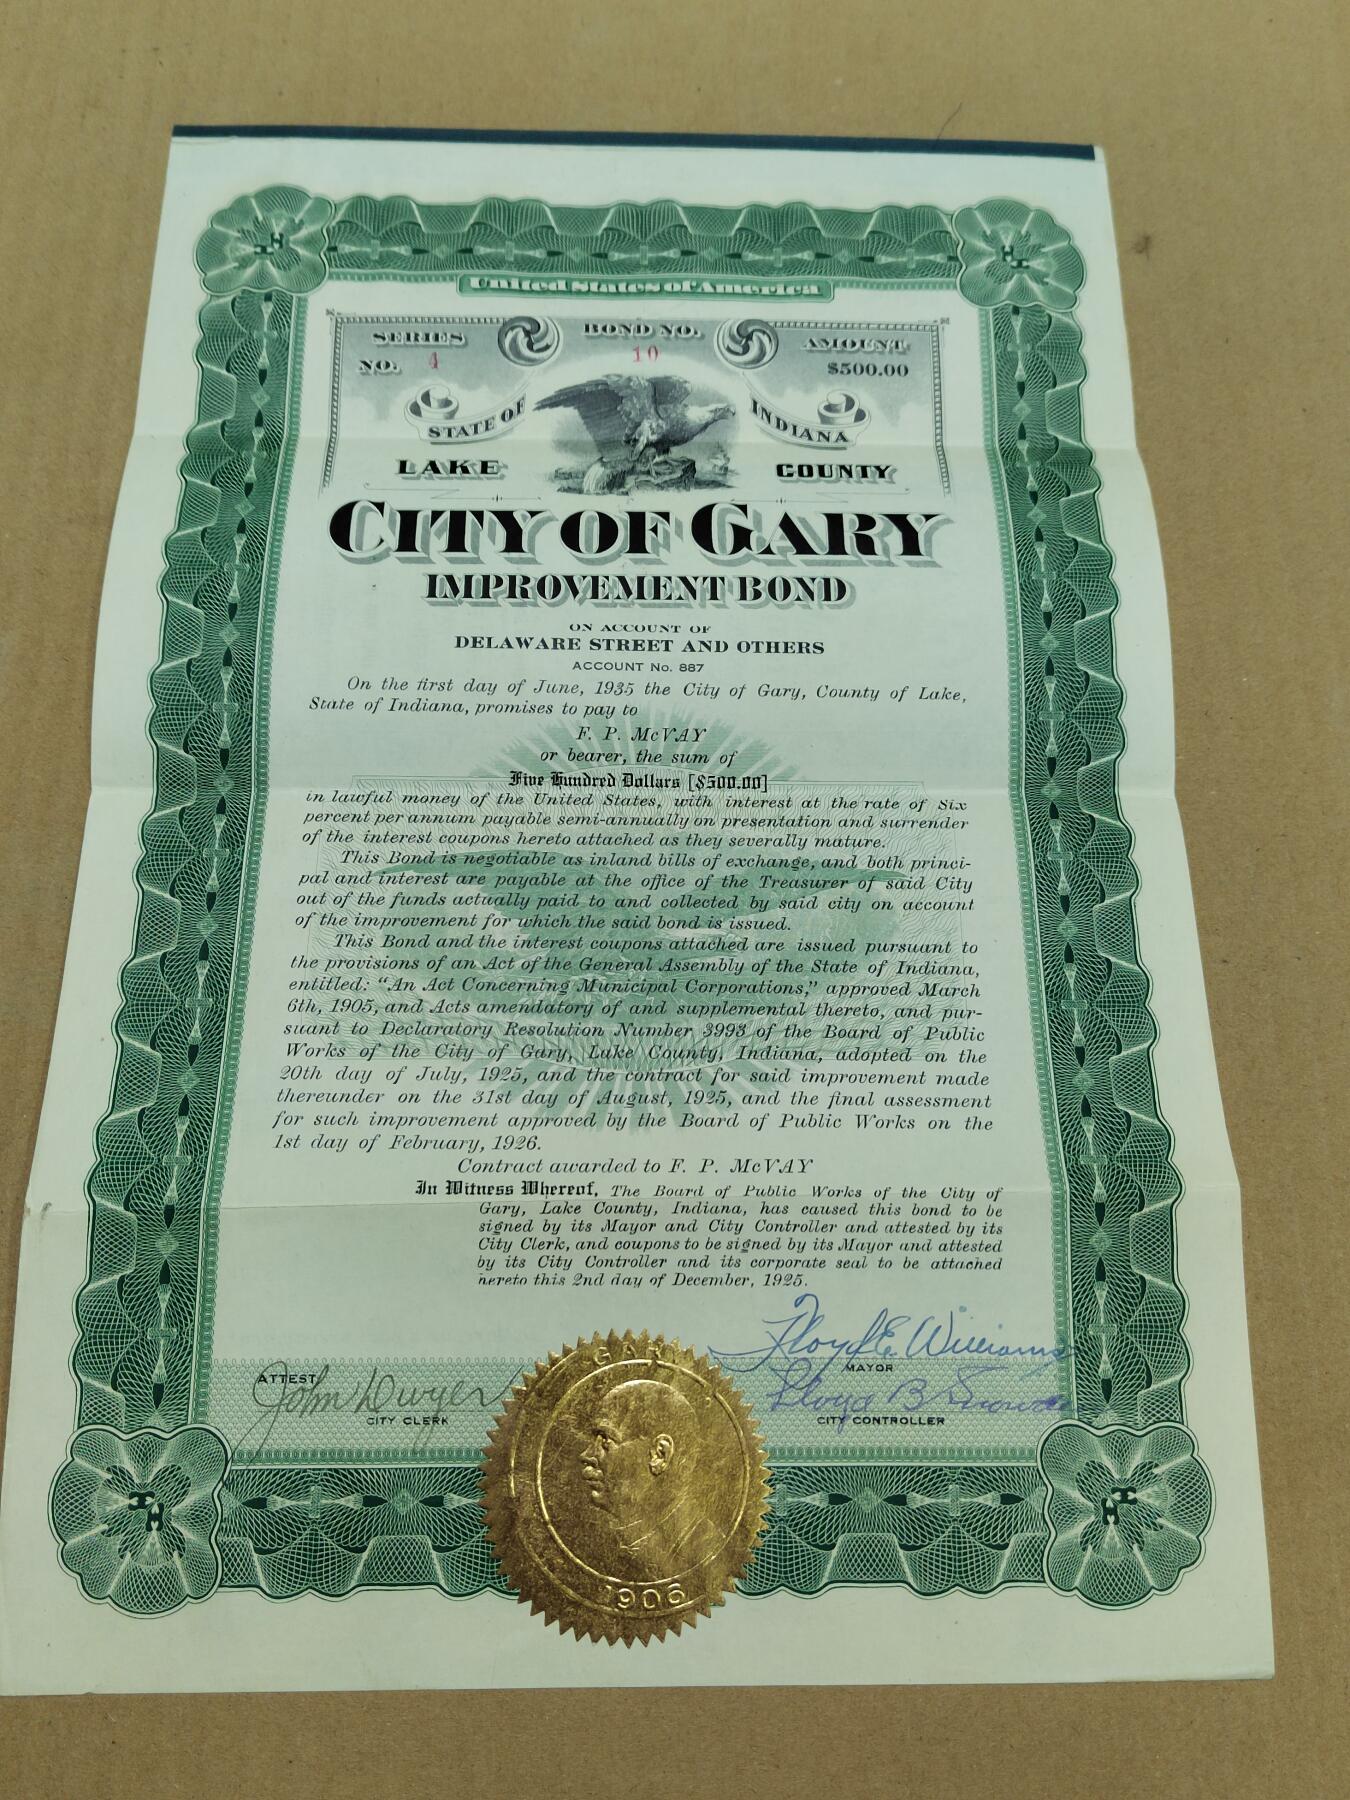 United States of America
SERIES
NO. 4
BOND NO.
10
AMOUNT
$500.00
STATE OF
INDIANA
LAKE
COUNTY
CITY OF GARY
IMPROVEMENT BOND
ON ACCOUNT OF
DELAWARE STREET AND OTHERS
ACCOUNT No. 887
On the first day of June, 1935 the City of Gary, County of Lake,
State of Indiana, promises to pay to
F. P. McVAY
or bearer, the sum of
Five Hundred Dollars [$500.00]
in lawful money of the United States, with interest at the rate of Six
percent per annum payable semi-annually on presentation and surrender
of the interest coupons hereto attached as they severally mature.
This Bond is negotiable as inland bills of exchange, and both princi-
pal and interest are payable at the office of the Treasurer of said City
out of the funds actually paid to and collected by said city on account
of the improvement for which the said bond is issued.
This Bond and the interest coupons attached are issued pursuant to
the provisions of an Act of the General Assembly of the State of Indiana,
entitled: "An Act Concerning Municipal Corporations," approved March
6th, 1905, and Acts amendatory of and supplemental thereto, and pur-
suant to Declaratory Resolution Number 3993 of the Board of Public
Works of the City of Gary, Lake County, Indiana, adopted on the
20th day of July, 1925, and the contract for said improvement made
thereunder on the 31st day of August, 1925, and the final assessment
for such improvement approved by the Board of Public Works on the
1st day of February, 1926.
Contract awarded to F. P. McVAY
In Witness Whereof, The Board of Public Works of the City of
Gary, Lake County, Indiana, has caused this bond to be
signed by its Mayor and City Controller and attested by its
City Clerk, and coupons to be signed by its Mayor and attested
by its City Controller and its corporate seal to be attached
hereto this 2nd day of December, 1925.
Floyd E. Williams
MAYOR
ATTEST
John Dwyer
CITY CLERK
Lloyd B Snow
CITY CONTROLLER
GARY
1906